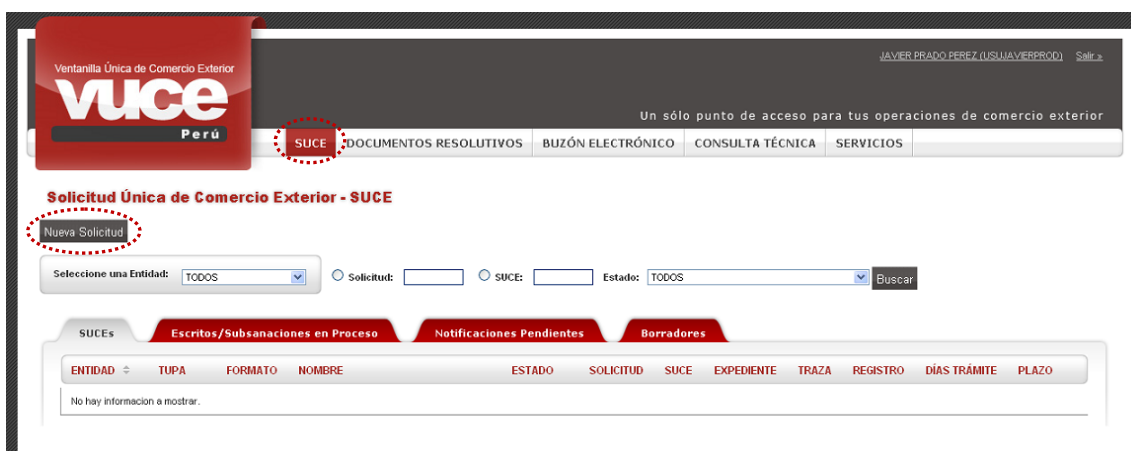 JAVIER PRADO PEREZ (USUJAVIERPROD) Salir »
Ventanilla Única de Comercio Exterior
vuce
Perú
Un sólo punto de acceso para tus operaciones de comercio exterior
SUCE DOCUMENTOS RESOLUTIVOS BUZÓN ELECTRÓNICO CONSULTA TÉCNICA SERVICIOS
Solicitud Única de Comercio Exterior - SUCE
Nueva Solicitud
Seleccione una Entidad: TODOS Solicitud: SUCE: Estado: TODOS Buscar
SUCEs Escritos/Subsanaciones en Proceso Notificaciones Pendientes Borradores
ENTIDAD TUPA FORMATO NOMBRE ESTADO SOLICITUD SUCE EXPEDIENTE TRAZA REGISTRO DÍAS TRÁMITE PLAZO
No hay informacion a mostrar.